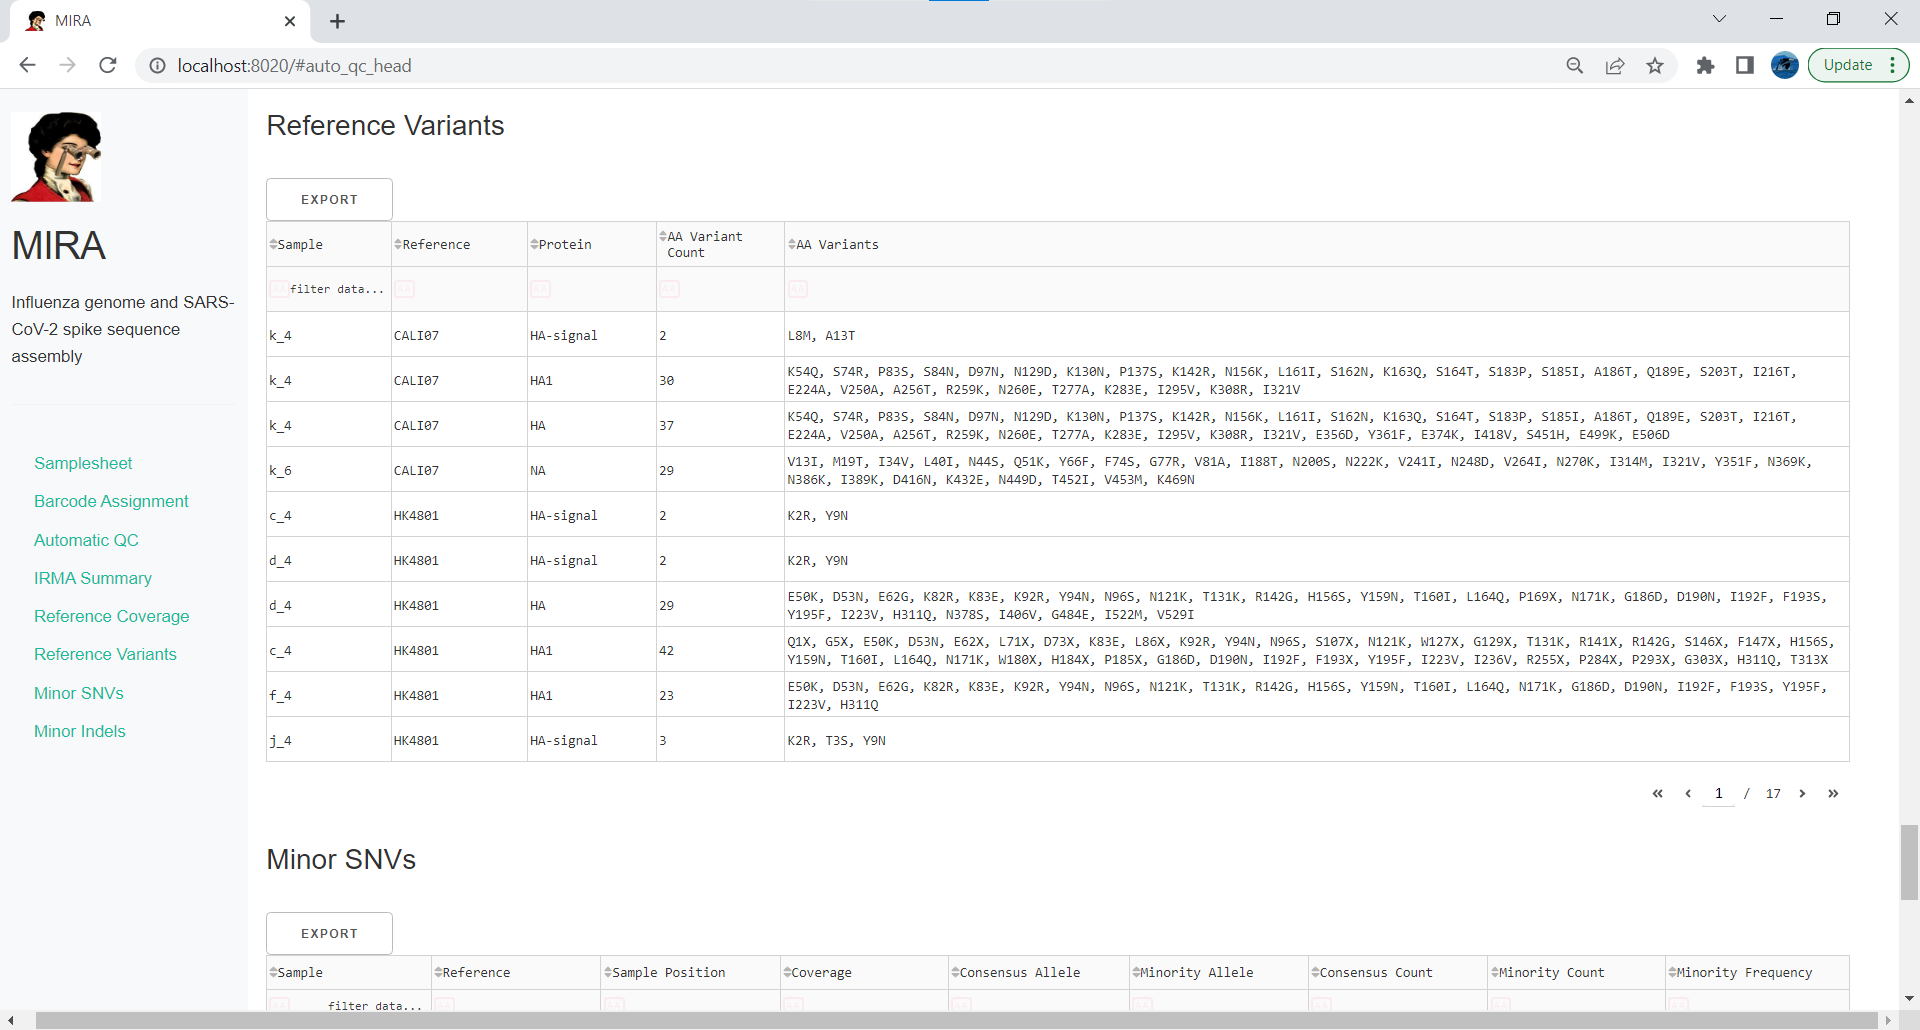 MIRA
localhost:8020/#auto_qc_head
Update
MIRA
Influenza genome and SARS-
CoV-2 spike sequence
assembly
Samplesheet
Barcode Assignment
Automatic QC
IRMA Summary
Reference Coverage
Reference Variants
Minor SNVs
Minor Indels
Reference Variants
EXPORT
Sample Reference Protein AA Variant Count AA Variants
filter data...
k_4 CALI07 HA-signal 2 L8M, A13T
k_4 CALI07 HA1 30 K54Q, S74R, P83S, S84N, D97N, N129D, K130N, P137S, K142R, N156K, L161I, S162N, K163Q, S164T, S183P, S185I, A186T, Q189E, S203T, I216T,
E224A, V250A, A256T, R259K, N260E, T277A, K283E, I295V, K308R, I321V
k_4 CALI07 HA 37 K54Q, S74R, P83S, S84N, D97N, N129D, K130N, P137S, K142R, N156K, L161I, S162N, K163Q, S164T, S183P, S185I, A186T, Q189E, S203T, I216T,
E224A, V250A, A256T, R259K, N260E, T277A, K283E, I295V, K308R, I321V, E356D, Y361F, E374K, I418V, S451H, E499K, E506D
k_6 CALI07 NA 29 V13I, M19T, I34V, L40I, N44S, Q51K, Y66F, F74S, G77R, V81A, I188T, N200S, N222K, V241I, N248D, V264I, N270K, I314M, I321V, Y351F, N369K,
N386K, I389K, D416N, K432E, N449D, T452I, V453M, K469N
c_4 HK4801 HA-signal 2 K2R, Y9N
d_4 HK4801 HA-signal 2 K2R, Y9N
d_4 HK4801 HA 29 E50K, D53N, E62G, K82R, K83E, K92R, Y94N, N96S, N121K, T131K, R142G, H156S, Y159N, T160I, L164Q, P169X, N171K, G186D, D190N, I192F, F193S,
Y195F, I223V, H311Q, N378S, I406V, G484E, I522M, V529I
c_4 HK4801 HA1 42 Q1X, G5X, E50K, D53N, E62X, L71X, D73X, K83E, L86X, K92R, Y94N, N96S, S107X, N121K, W127X, G129X, T131K, R141X, R142G, S146X, F147X, H156S,
Y159N, T160I, L164Q, N171K, W180X, H184X, P185X, G186D, D190N, I192F, F193X, Y195F, I223V, I236V, R255X, P284X, P293X, G303X, H311Q, T313X
f_4 HK4801 HA1 23 E50K, D53N, E62G, K82R, K83E, K92R, Y94N, N96S, N121K, T131K, R142G, H156S, Y159N, T160I, L164Q, N171K, G186D, D190N, I192F, F193S, Y195F,
I223V, H311Q
j_4 HK4801 HA-signal 3 K2R, T3S, Y9N
« ‹ 1 / 17 › »
Minor SNVs
EXPORT
Sample Reference Sample Position Coverage Consensus Allele Minority Allele Consensus Count Minority Count Minority Frequency
filter data...